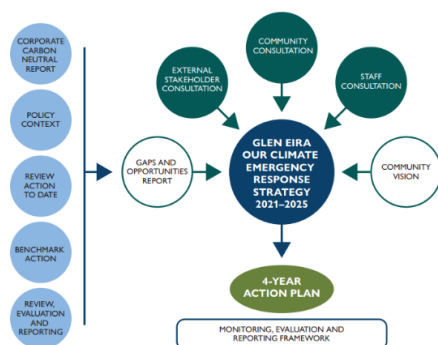 CORPORATE
CARBON
NEUTRAL
REPORT
POLICY
CONTEXT
REVIEW
ACTION
TO DATE
BENCHMARK
ACTION
REVIEW,
EVALUATION
AND
REPORTING
GAPS AND
OPPORTUNITIES
REPORT
EXTERNAL
STAKEHOLDER
CONSULTATION
COMMUNITY
CONSULTATION
STAFF
CONSULTATION
COMMUNITY
VISION
GLEN EIRA
OUR CLIMATE
EMERGENCY
RESPONSE
STRATEGY
2021–2025
4-YEAR
ACTION PLAN
MONITORING, EVALUATION AND
REPORTING FRAMEWORK